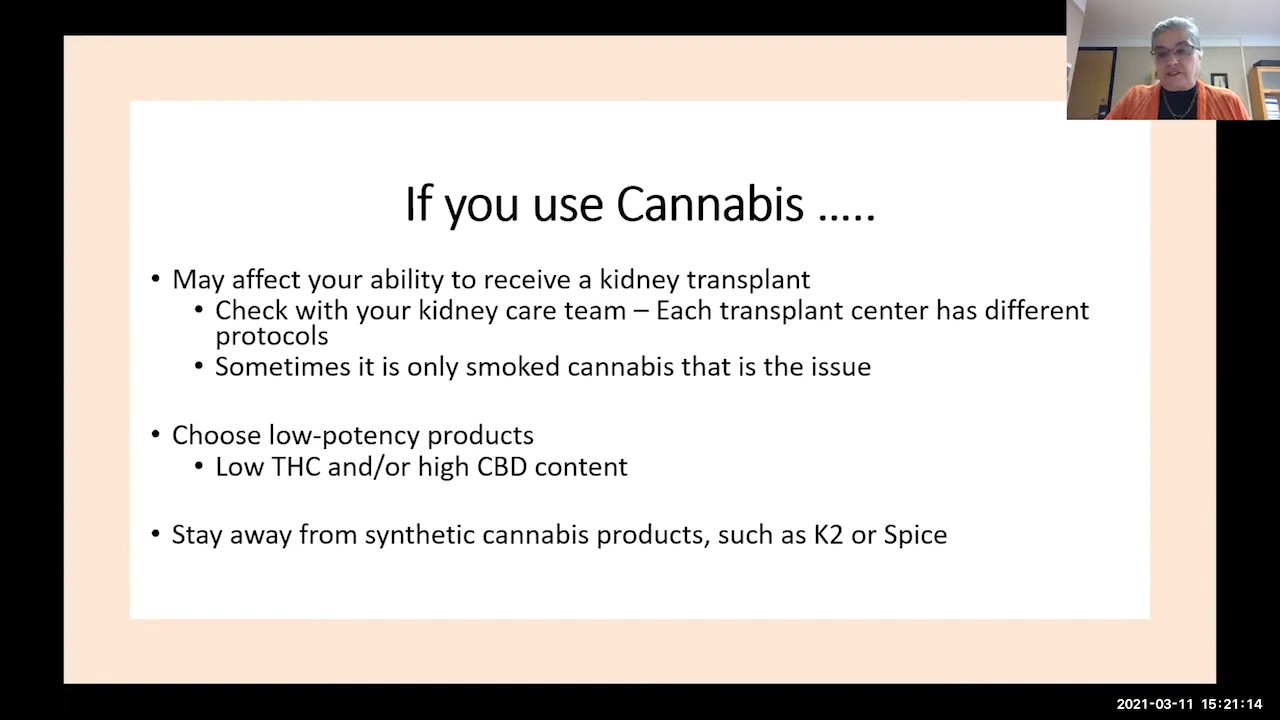 If you use Cannabis …..
• May affect your ability to receive a kidney transplant
• Check with your kidney care team – Each transplant center has different
protocols
• Sometimes it is only smoked cannabis that is the issue
• Choose low-potency products
• Low THC and/or high CBD content
• Stay away from synthetic cannabis products, such as K2 or Spice
2021-03-11 15:21:14